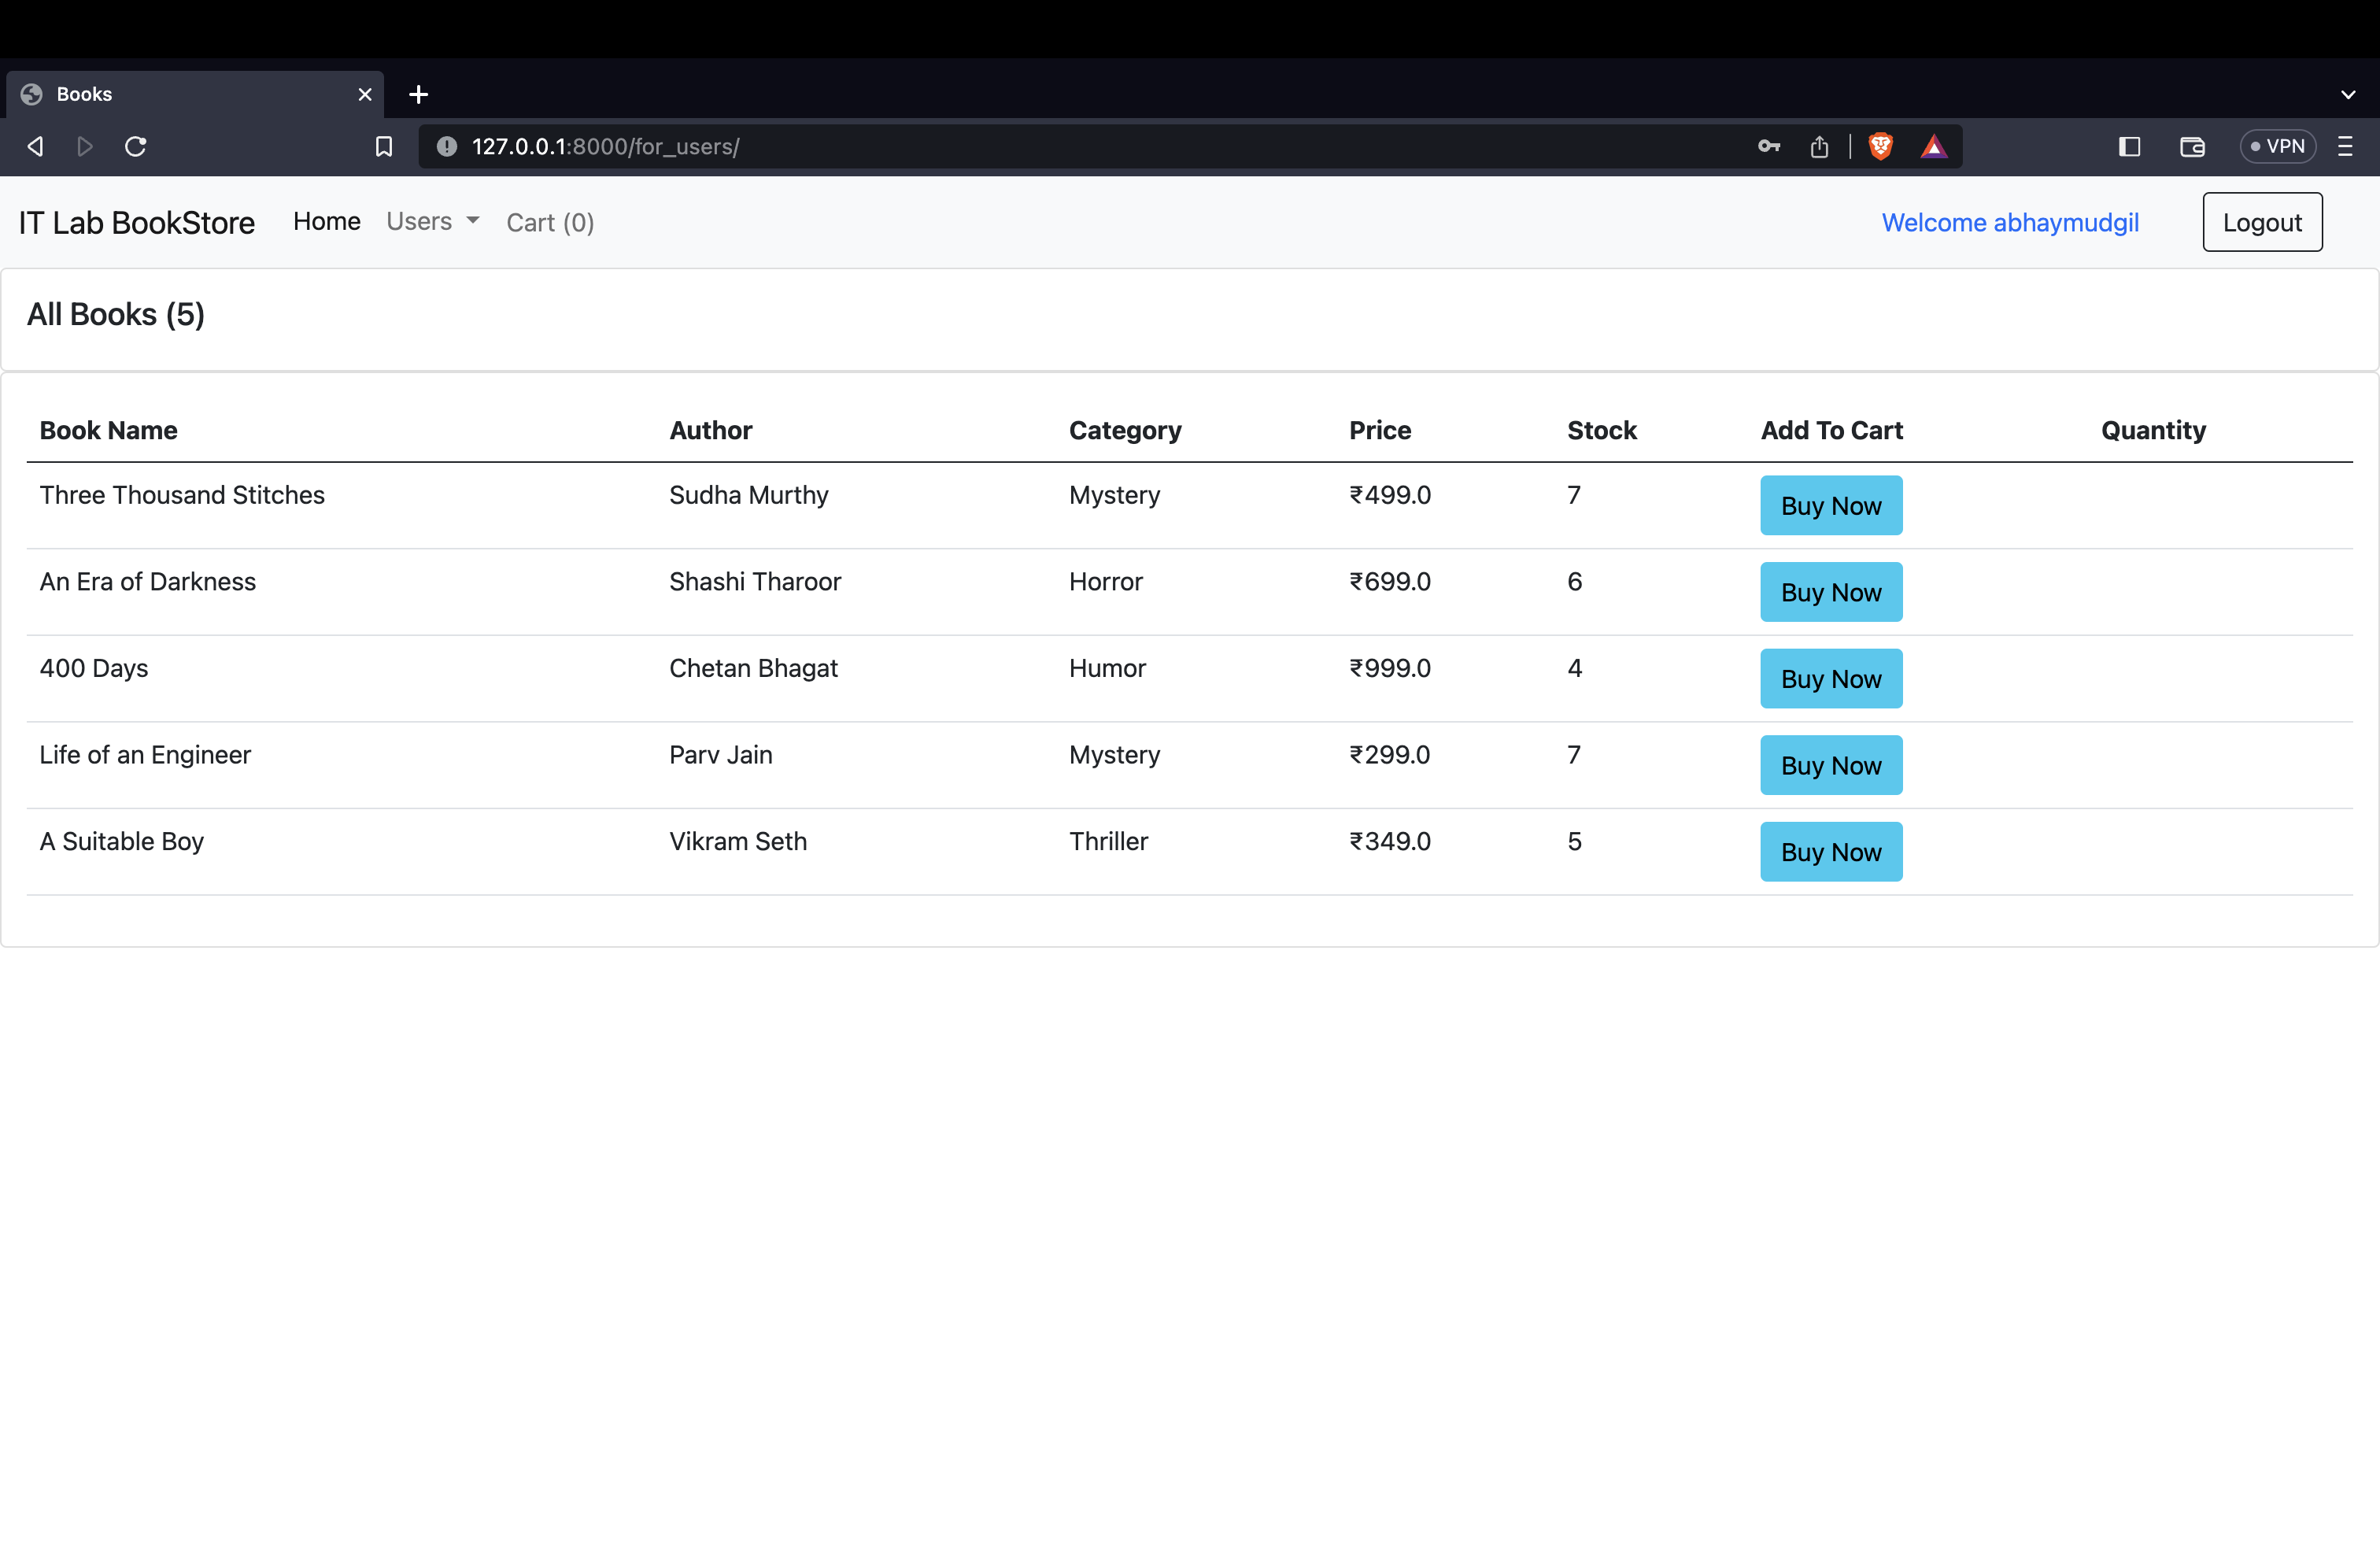 Books
127.0.0.1:8000/for_users/
VPN
IT Lab BookStore Home Users Cart (0) Welcome abhaymudgil Logout
All Books (5)
Book Name Author Category Price Stock Add To Cart Quantity
Three Thousand Stitches Sudha Murthy Mystery ₹499.0 7 Buy Now
An Era of Darkness Shashi Tharoor Horror ₹699.0 6 Buy Now
400 Days Chetan Bhagat Humor ₹999.0 4 Buy Now
Life of an Engineer Parv Jain Mystery ₹299.0 7 Buy Now
A Suitable Boy Vikram Seth Thriller ₹349.0 5 Buy Now